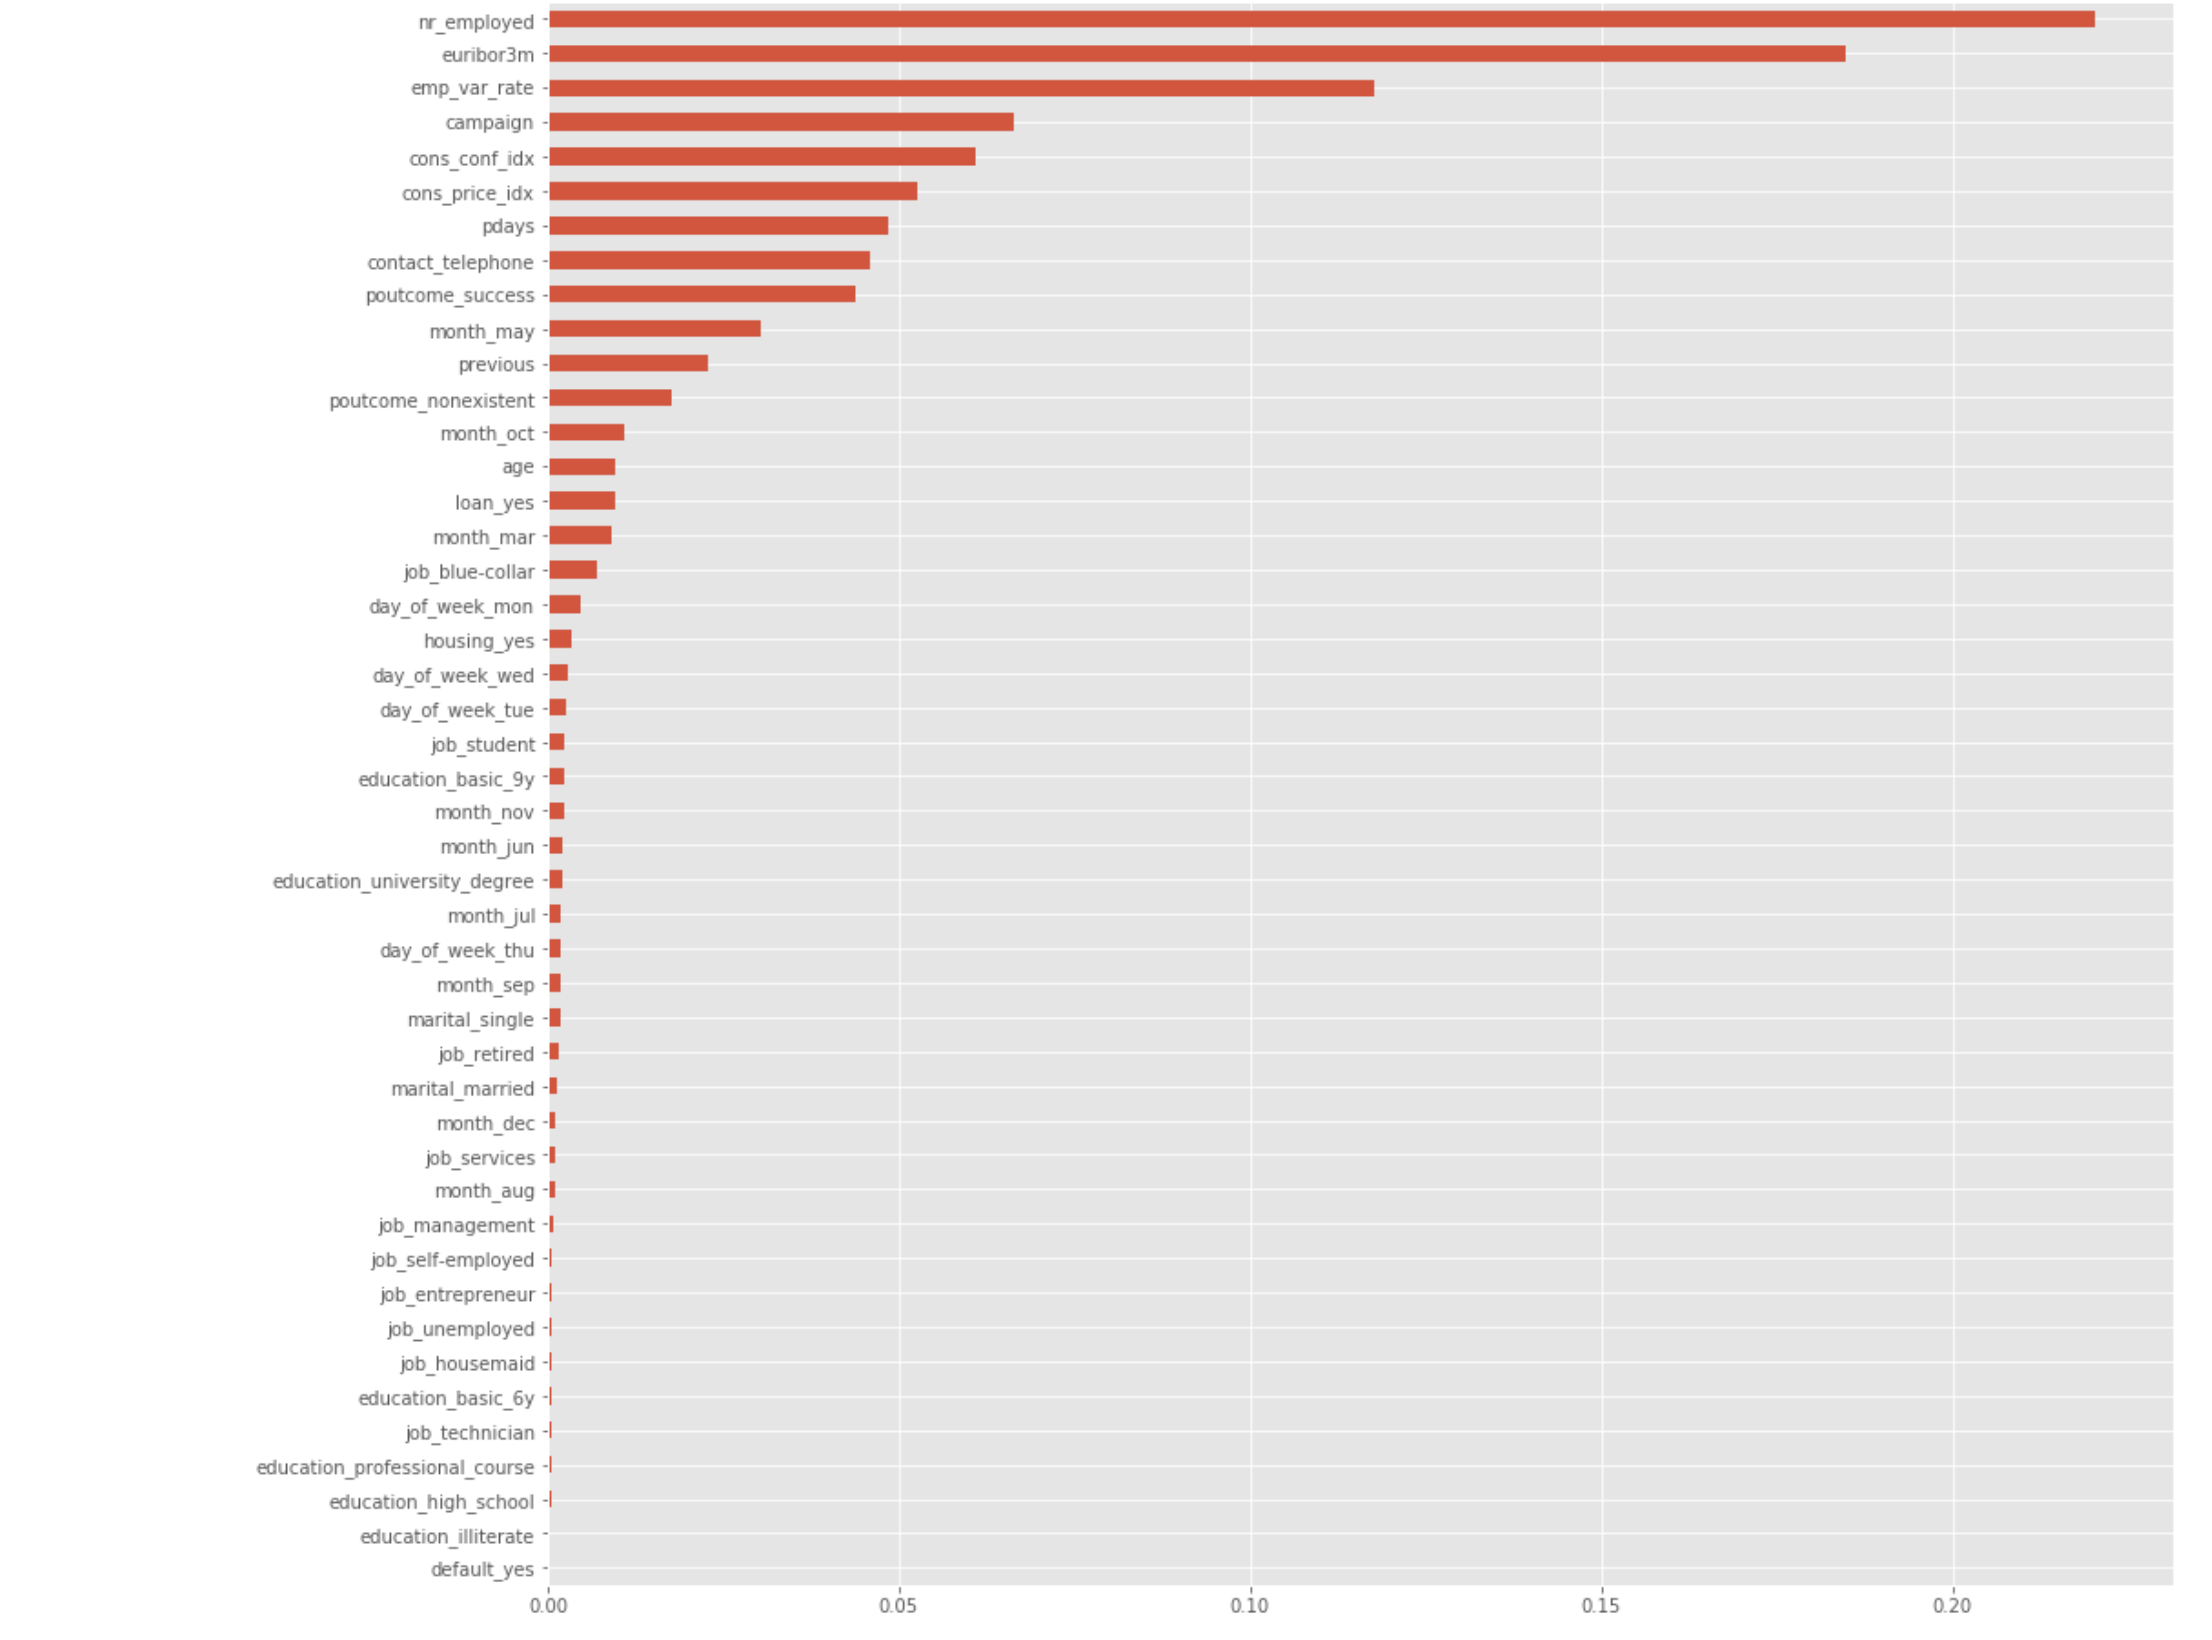 nr_employed
euribor3m
emp_var_rate
campaign
cons_conf_idx
cons_price_idx
pdays
contact_telephone
poutcome_success
month_may
previous
poutcome_nonexistent
month_oct
age
loan_yes
month_mar
job_blue-collar
day_of_week_mon
housing_yes
day_of_week_wed
day_of_week_tue
job_student
education_basic_9y
month_nov
month_jun
education_university_degree
month_jul
day_of_week_thu
month_sep
marital_single
job_retired
marital_married
month_dec
job_services
month_aug
job_management
job_self-employed
job_entrepreneur
job_unemployed
job_housemaid
education_basic_6y
job_technician
education_professional_course
education_high_school
education_illiterate
default_yes
0.00 0.05 0.10 0.15 0.20